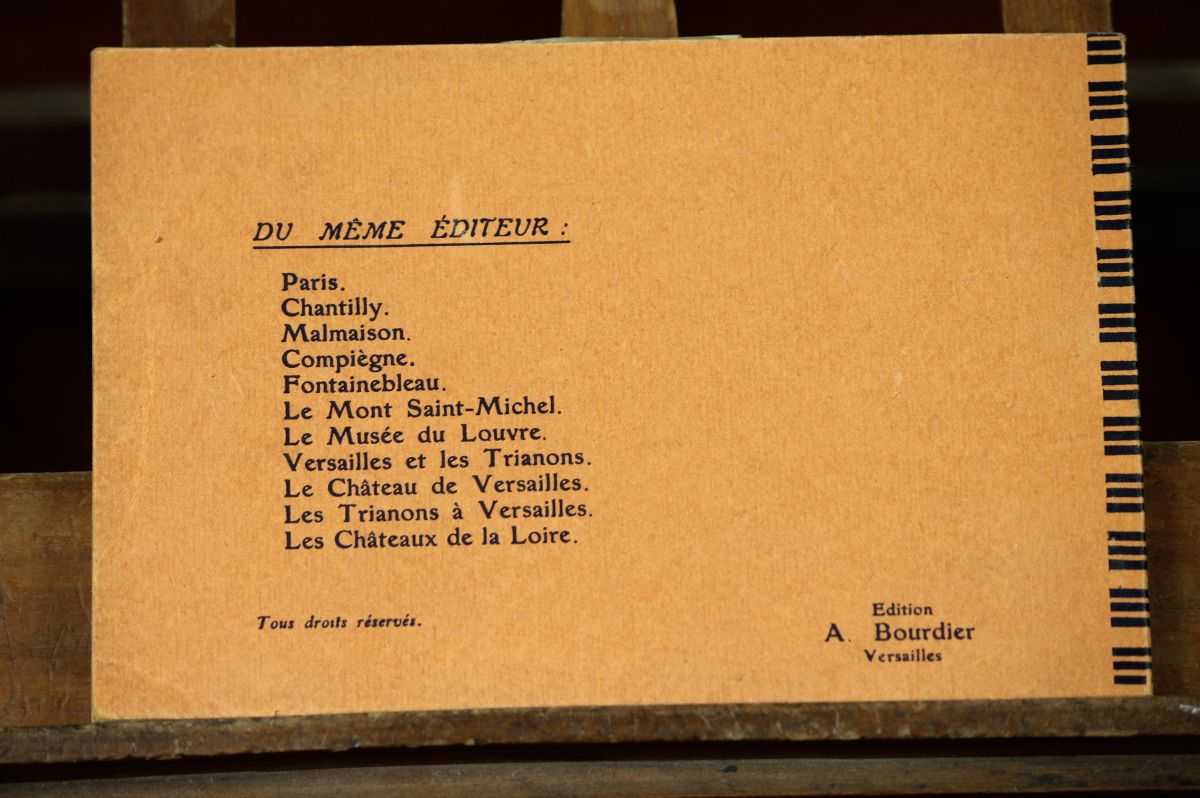 DU MÊME ÉDITEUR :
Paris.
Chantilly.
Malmaison.
Compiègne.
Fontainebleau.
Le Mont Saint-Michel.
Le Musée du Louvre.
Versailles et les Trianons.
Le Château de Versailles.
Les Trianons à Versailles.
Les Châteaux de la Loire.
Tous droits réservés.
Edition
A. Bourdier
Versailles